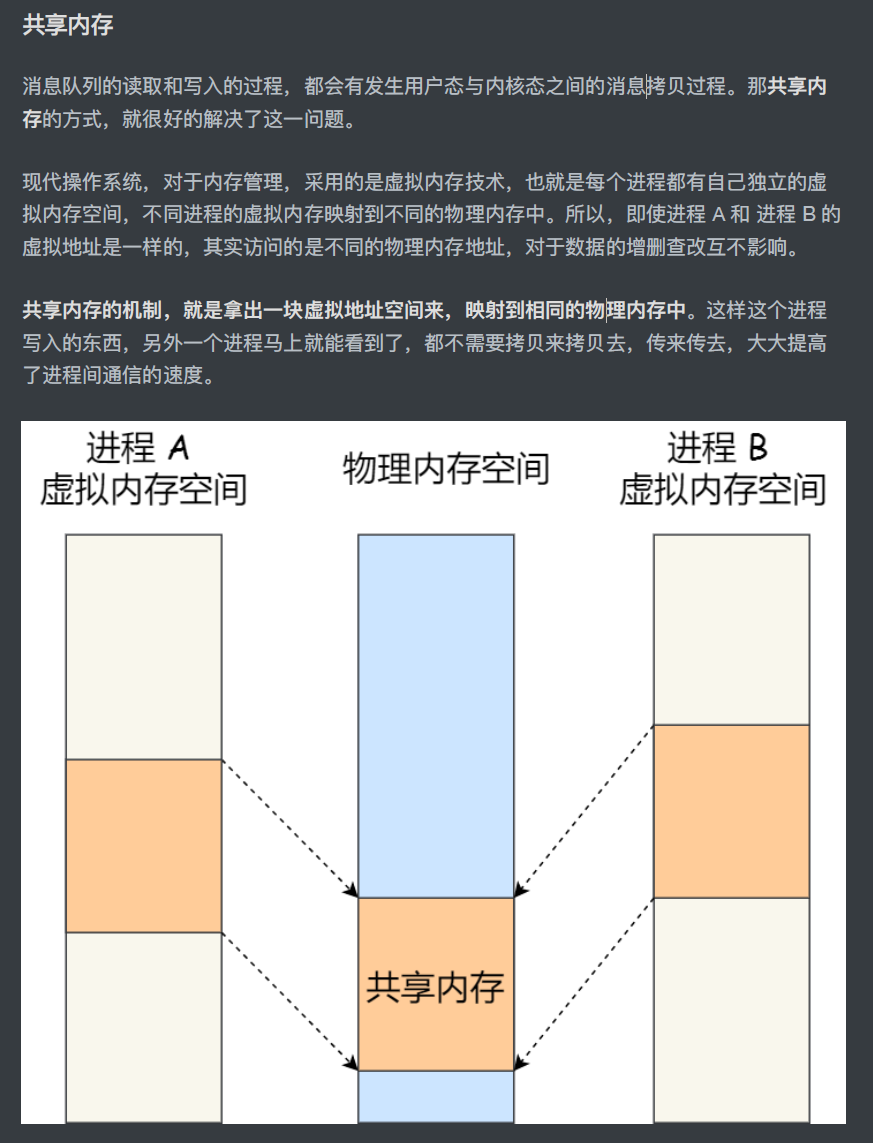 共享内存
消息队列的读取和写入的过程，都会有发生用户态与内核态之间的消息拷贝过程。那共享内
存的方式，就很好的解决了这一问题。
现代操作系统，对于内存管理，采用的是虚拟内存技术，也就是每个进程都有自己独立的虚
拟内存空间，不同进程的虚拟内存映射到不同的物理内存中。所以，即使进程 A 和 进程 B 的
虚拟地址是一样的，其实访问的是不同的物理内存地址，对于数据的增删查改互不影响。
共享内存的机制，就是拿出一块虚拟地址空间来，映射到相同的物理内存中。这样这个进程
写入的东西，另外一个进程马上就能看到了，都不需要拷贝来拷贝去，传来传去，大大提高
了进程间通信的速度。
进程 A
虚拟内存空间
物理内存空间
进程 B
虚拟内存空间
共享内存